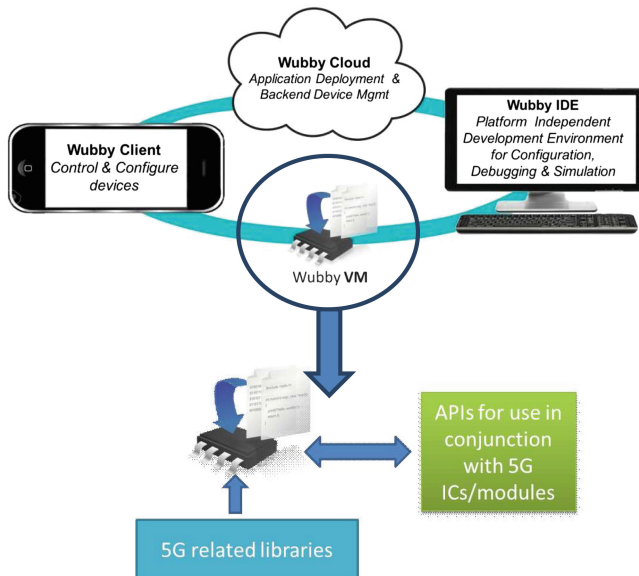 Wubby Cloud
Application Deployment &
Backend Device Mgmt
Wubby Client
Control & Configure
devices
Wubby IDE
Platform Independent
Development Environment
for Configuration,
Debugging & Simulation
Wubby VM
APIs for use in
conjunction
with 5G
ICs/modules
5G related libraries